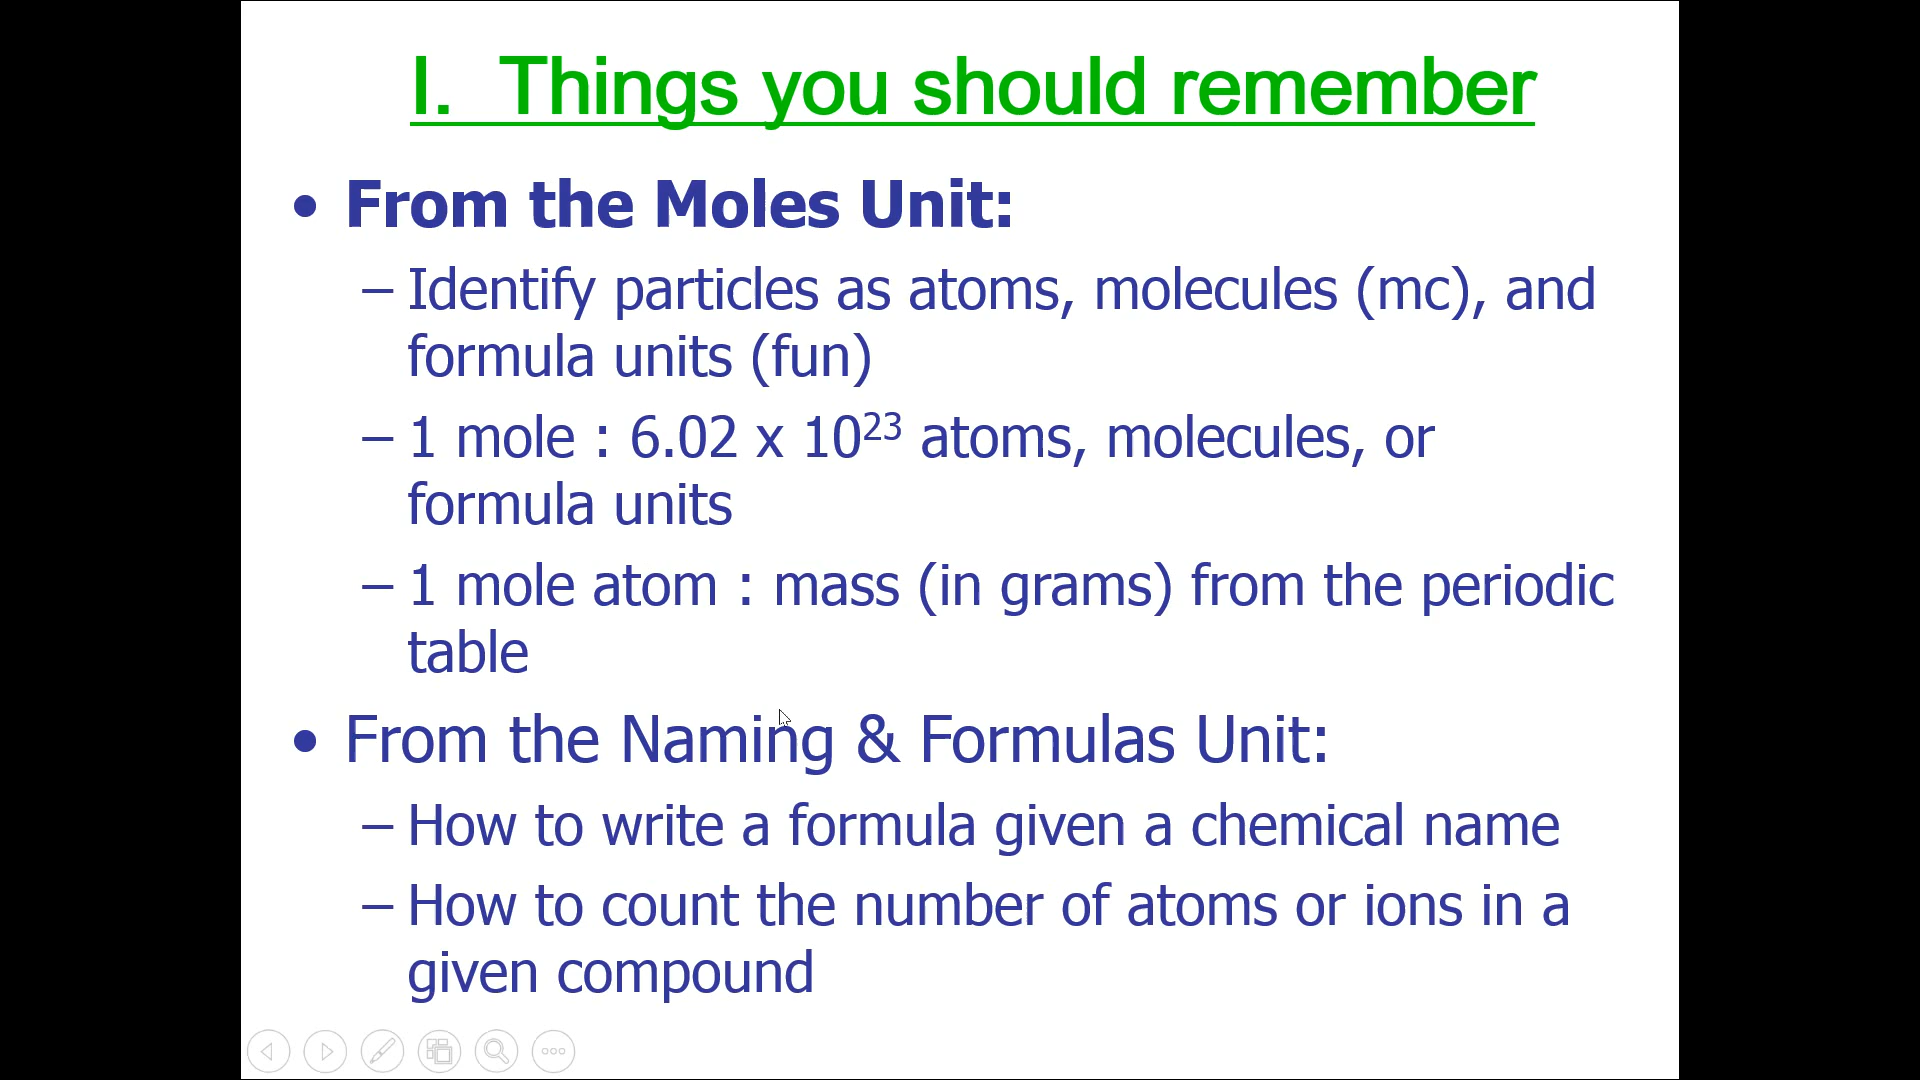 I. Things you should remember
• From the Moles Unit:
– Identify particles as atoms, molecules (mc), and
formula units (fun)
– 1 mole : 6.02 x 10²³ atoms, molecules, or
formula units
– 1 mole atom : mass (in grams) from the periodic
table
• From the Naming & Formulas Unit:
– How to write a formula given a chemical name
– How to count the number of atoms or ions in a
given compound